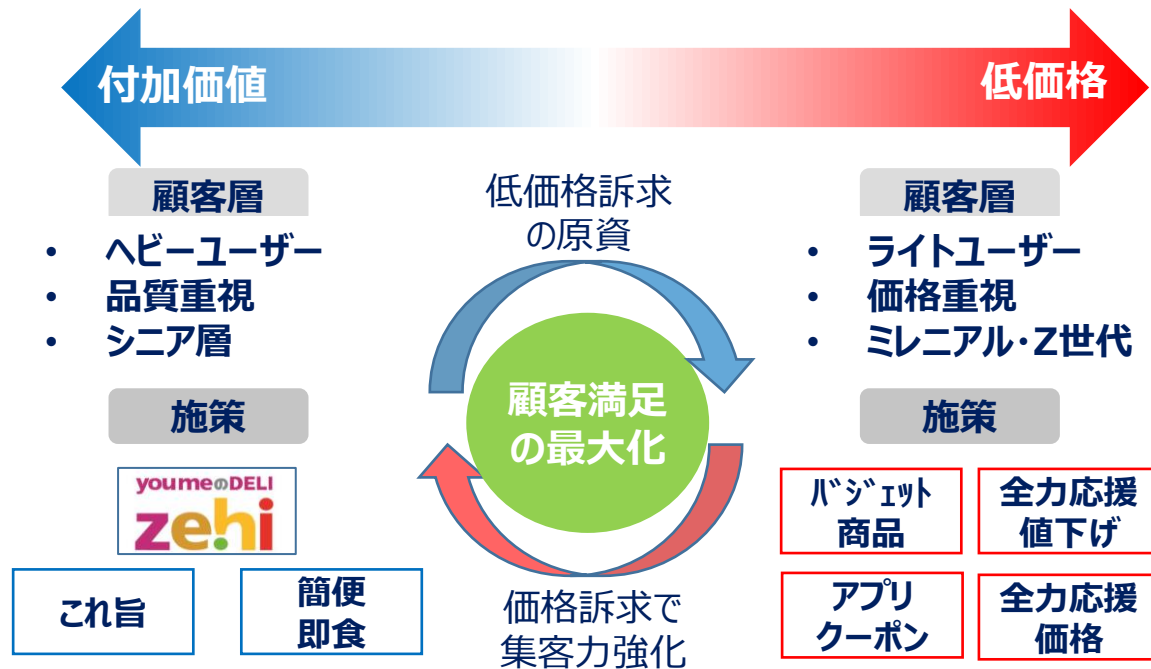 付加価値
低価格
顧客層
• ヘビーユーザー
• 品質重視
• シニア層
施策
youmeのDELI
zehi
これ旨
簡便
即食
低価格訴求
の原資
顧客満足
の最大化
価格訴求で
集客力強化
顧客層
• ライトユーザー
• 価格重視
• ミレニアル・Z世代
施策
ﾊﾞｼﾞｪｯﾄ
商品
全力応援
値下げ
アプリ
クーポン
全力応援
価格